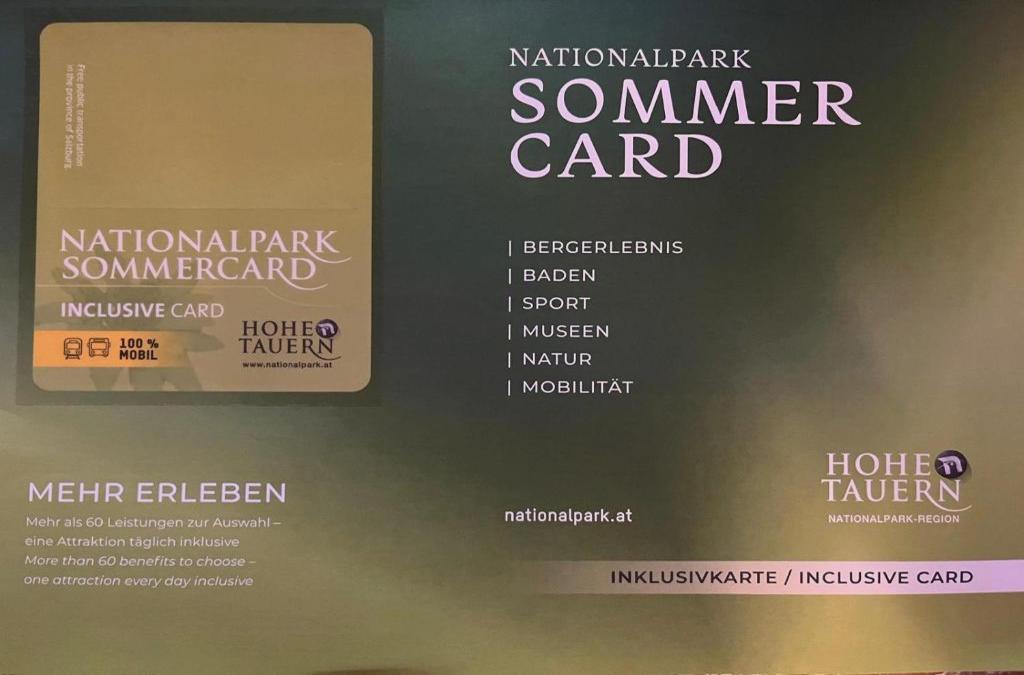 Free public transportation
in the province of Salzburg.
NATIONALPARK
SOMMERCARD
INCLUSIVE CARD
100 %
MOBIL
HOHE
TAUERN
www.nationalpark.at
MEHR ERLEBEN
Mehr als 60 Leistungen zur Auswahl –
eine Attraktion täglich inklusive
More than 60 benefits to choose –
one attraction every day inclusive
NATIONALPARK
SOMMER
CARD
| BERGERLEBNIS
| BADEN
| SPORT
| MUSEEN
| NATUR
| MOBILITÄT
HOHE
TAUERN
NATIONALPARK-REGION
nationalpark.at
INKLUSIVKARTE / INCLUSIVE CARD